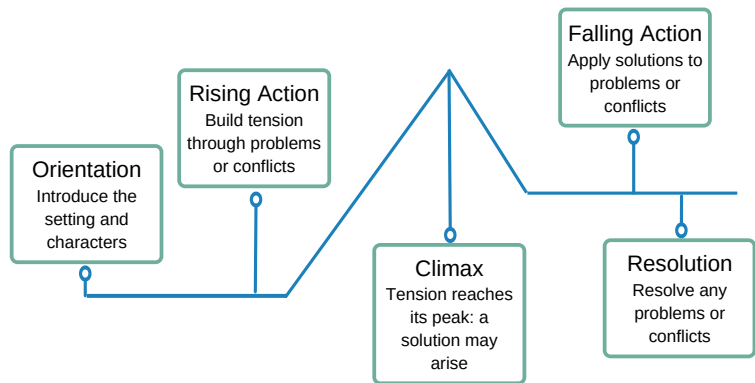 Orientation
Introduce the
setting and
characters
Rising Action
Build tension
through problems
or conflicts
Climax
Tension reaches
its peak: a
solution may
arise
Falling Action
Apply solutions to
problems or
conflicts
Resolution
Resolve any
problems or
conflicts